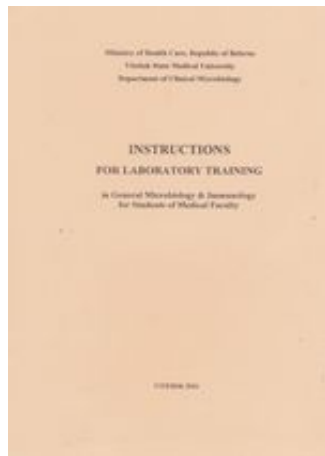 Ministry of Health Care, Republic of Belarus
Vitebsk State Medical University
Department of Clinical Microbiology
INSTRUCTIONS
FOR LABORATORY TRAINING
in General Microbiology & Immunology
for Students of Medical Faculty
VITEBSK